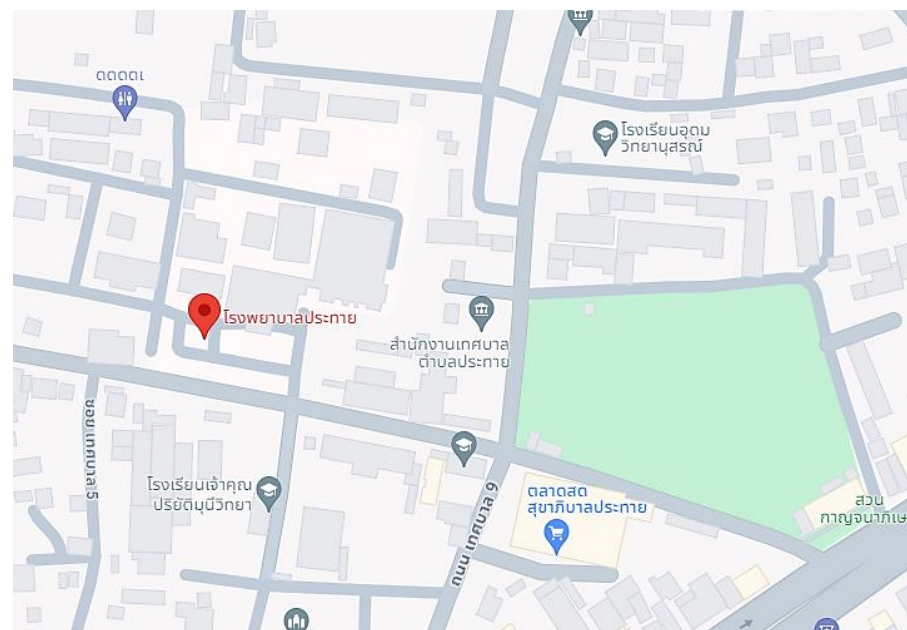 ดดดดเ
โรงเรียนอุดม
วิทยานุสรณ์
โรงพยาบาลประทาย
สำนักงานเทศบาล
ตำบลประทาย
ซอย เทศบาล 5
โรงเรียนเจ้าคุณ
ปริยัติมุนีวิทยา
ถนน เทศบาล 9
ตลาดสด
สุขาภิบาลประทาย
สวน
กาญจนาภิเษ